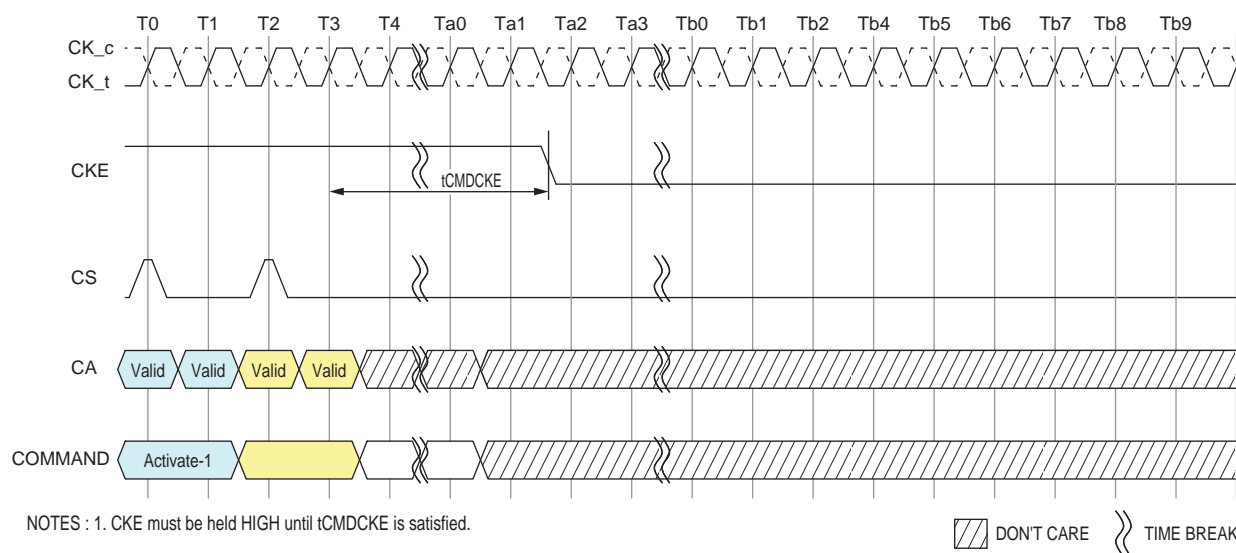 T0 T1 T2 T3 T4 Ta0 Ta1 Ta2 Ta3 Tb0 Tb1 Tb2 Tb4 Tb5 Tb6 Tb7 Tb8 Tb9
CK_c
CK_t
CKE
tCMDCKE
CS
CA Valid Valid Valid Valid
COMMAND Activate-1
NOTES : 1. CKE must be held HIGH until tCMDCKE is satisfied.
DON'T CARE TIME BREAK